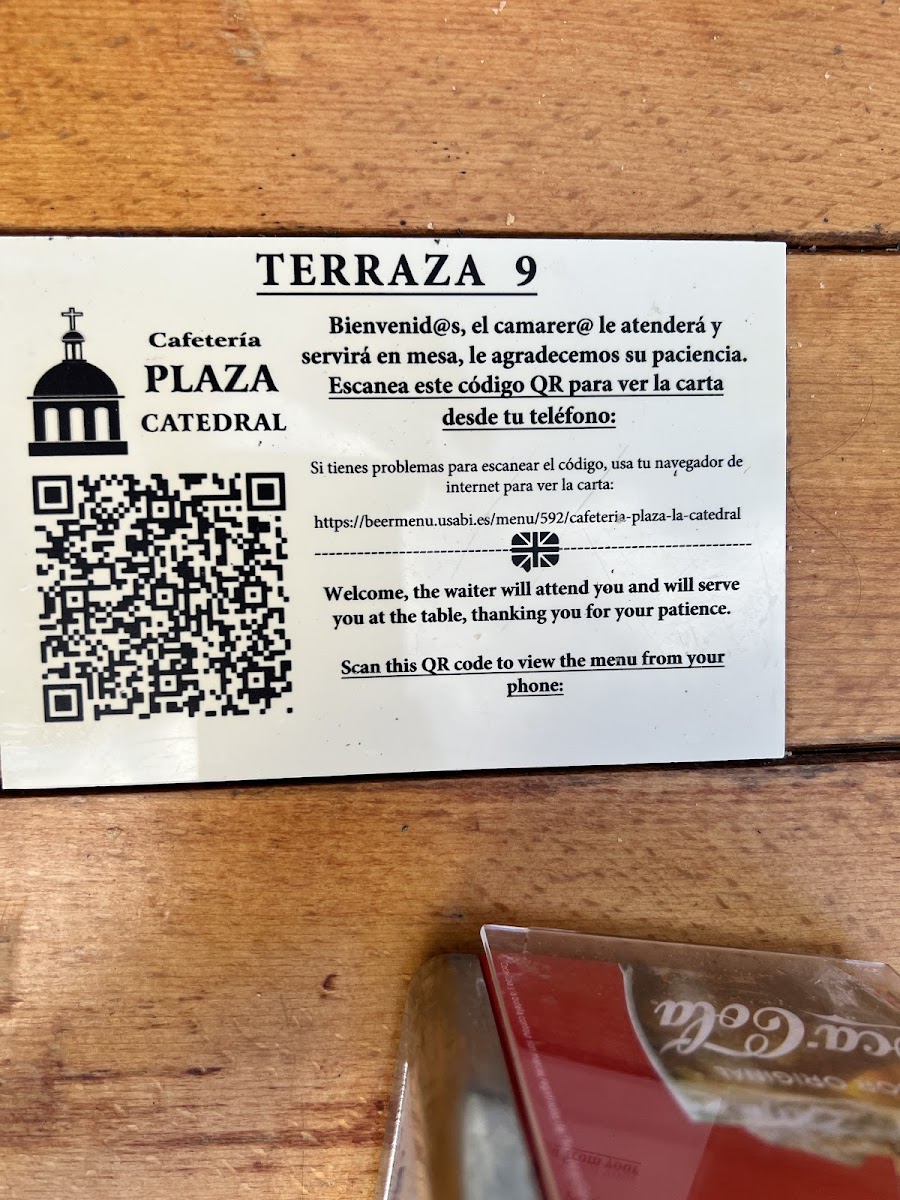 TERRAZA 9
Cafetería
PLAZA
CATEDRAL
Bienvenid@s, el camarer@ le atenderá y
servirá en mesa, le agradecemos su paciencia.
Escanea este código QR para ver la carta
desde tu teléfono:
Si tienes problemas para escanear el código, usa tu navegador de
internet para ver la carta:
https://beermenu.usabi.es/menu/592/cafeteria-plaza-la-catedral
Welcome, the waiter will attend you and will serve
you at the table, thanking you for your patience.
Scan this QR code to view the menu from your
phone:
oca-Cola
OR ORIGINAL